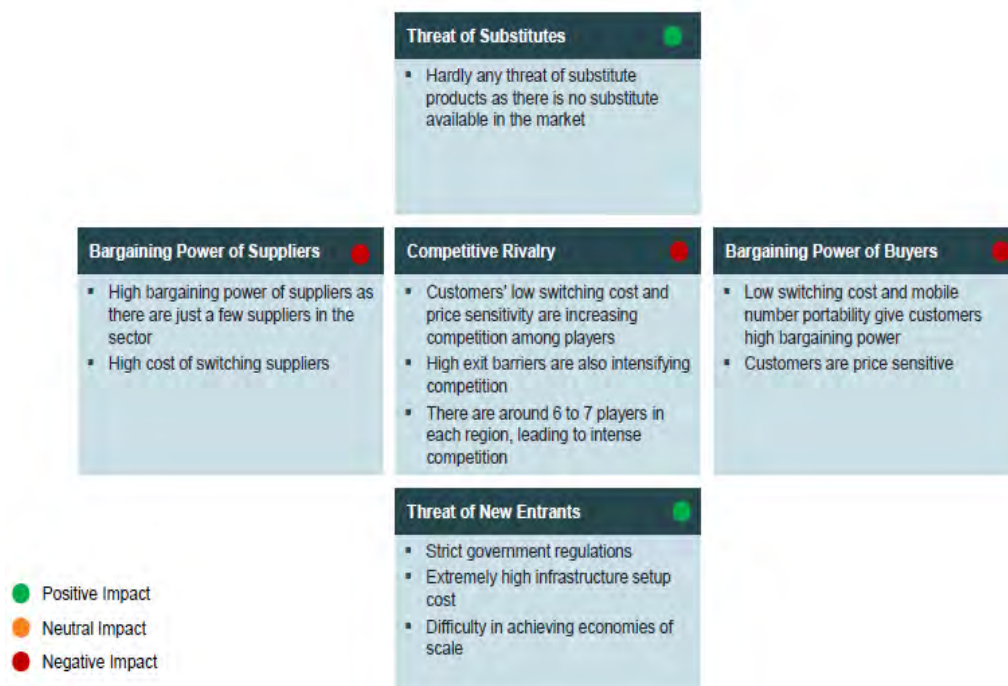 Threat of Substitutes
▪ Hardly any threat of substitute
products as there is no substitute
available in the market
Bargaining Power of Suppliers
▪ High bargaining power of suppliers as
there are just a few suppliers in the
sector
▪ High cost of switching suppliers
Competitive Rivalry
▪ Customers' low switching cost and
price sensitivity are increasing
competition among players
▪ High exit barriers are also intensifying
competition
▪ There are around 6 to 7 players in
each region, leading to intense
competition
Bargaining Power of Buyers
▪ Low switching cost and mobile
number portability give customers
high bargaining power
▪ Customers are price sensitive
Threat of New Entrants
▪ Strict government regulations
▪ Extremely high infrastructure setup
cost
▪ Difficulty in achieving economies of
scale
Positive Impact
Neutral Impact
Negative Impact